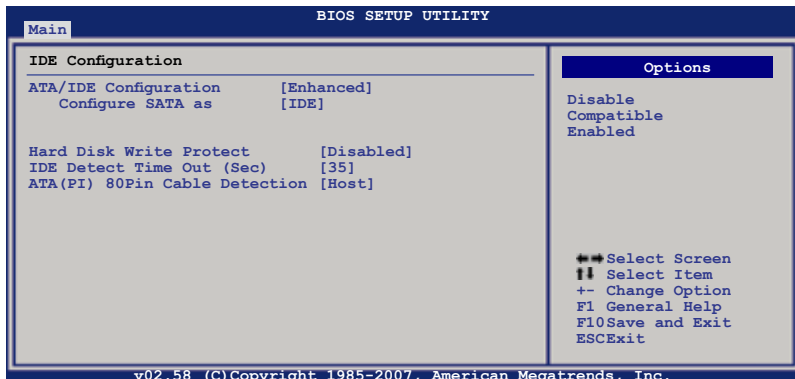 BIOS SETUP UTILITY
Main
IDE Configuration
ATA/IDE Configuration [Enhanced]
Configure SATA as [IDE]
Hard Disk Write Protect [Disabled]
IDE Detect Time Out (Sec) [35]
ATA(PI) 80Pin Cable Detection [Host]
Options
Disable
Compatible
Enabled
Select Screen
Select Item
+- Change Option
F1 General Help
F10Save and Exit
ESCExit
v02.58 (C)Copyright 1985-2007, American Megatrends, Inc.